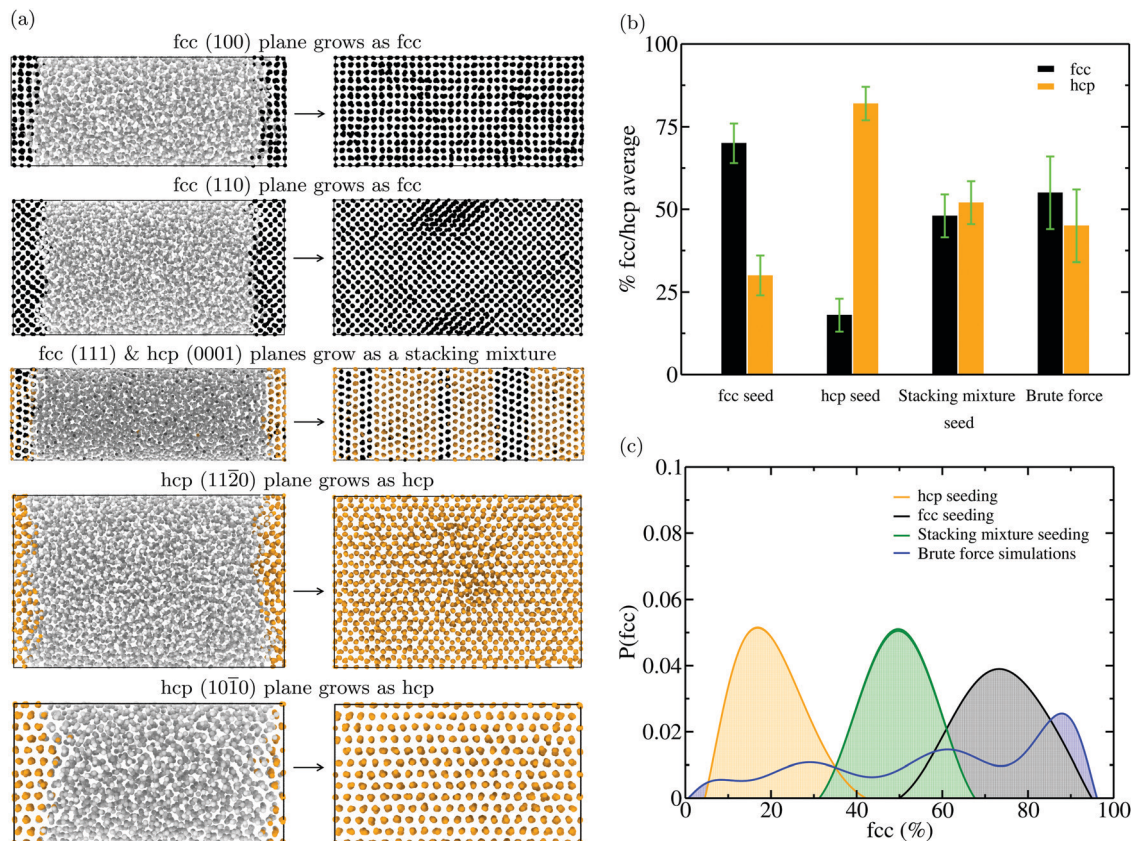 (a)
fcc (100) plane grows as fcc
fcc (110) plane grows as fcc
fcc (111) & hcp (0001) planes grow as a stacking mixture
hcp (112̄0) plane grows as hcp
hcp (101̄0) plane grows as hcp
(b)
% fcc/hcp average
100
75
50
25
0
fcc
hcp
fcc seed
hcp seed
Stacking mixture
seed
Brute force
(c)
P(fcc)
0.1
0.08
0.06
0.04
0.02
0
hcp seeding
fcc seeding
Stacking mixture seeding
Brute force simulations
0 20 40 60 80 100
fcc (%)